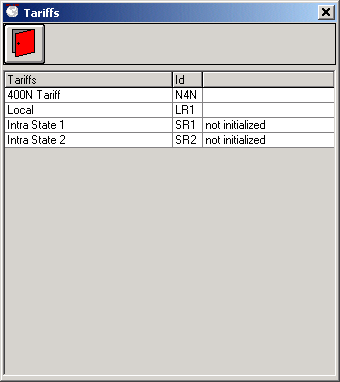 Tariffs
Tariffs Id
400N Tariff N4N
Local LR1
Intra State 1 SR1 not initialized
Intra State 2 SR2 not initialized